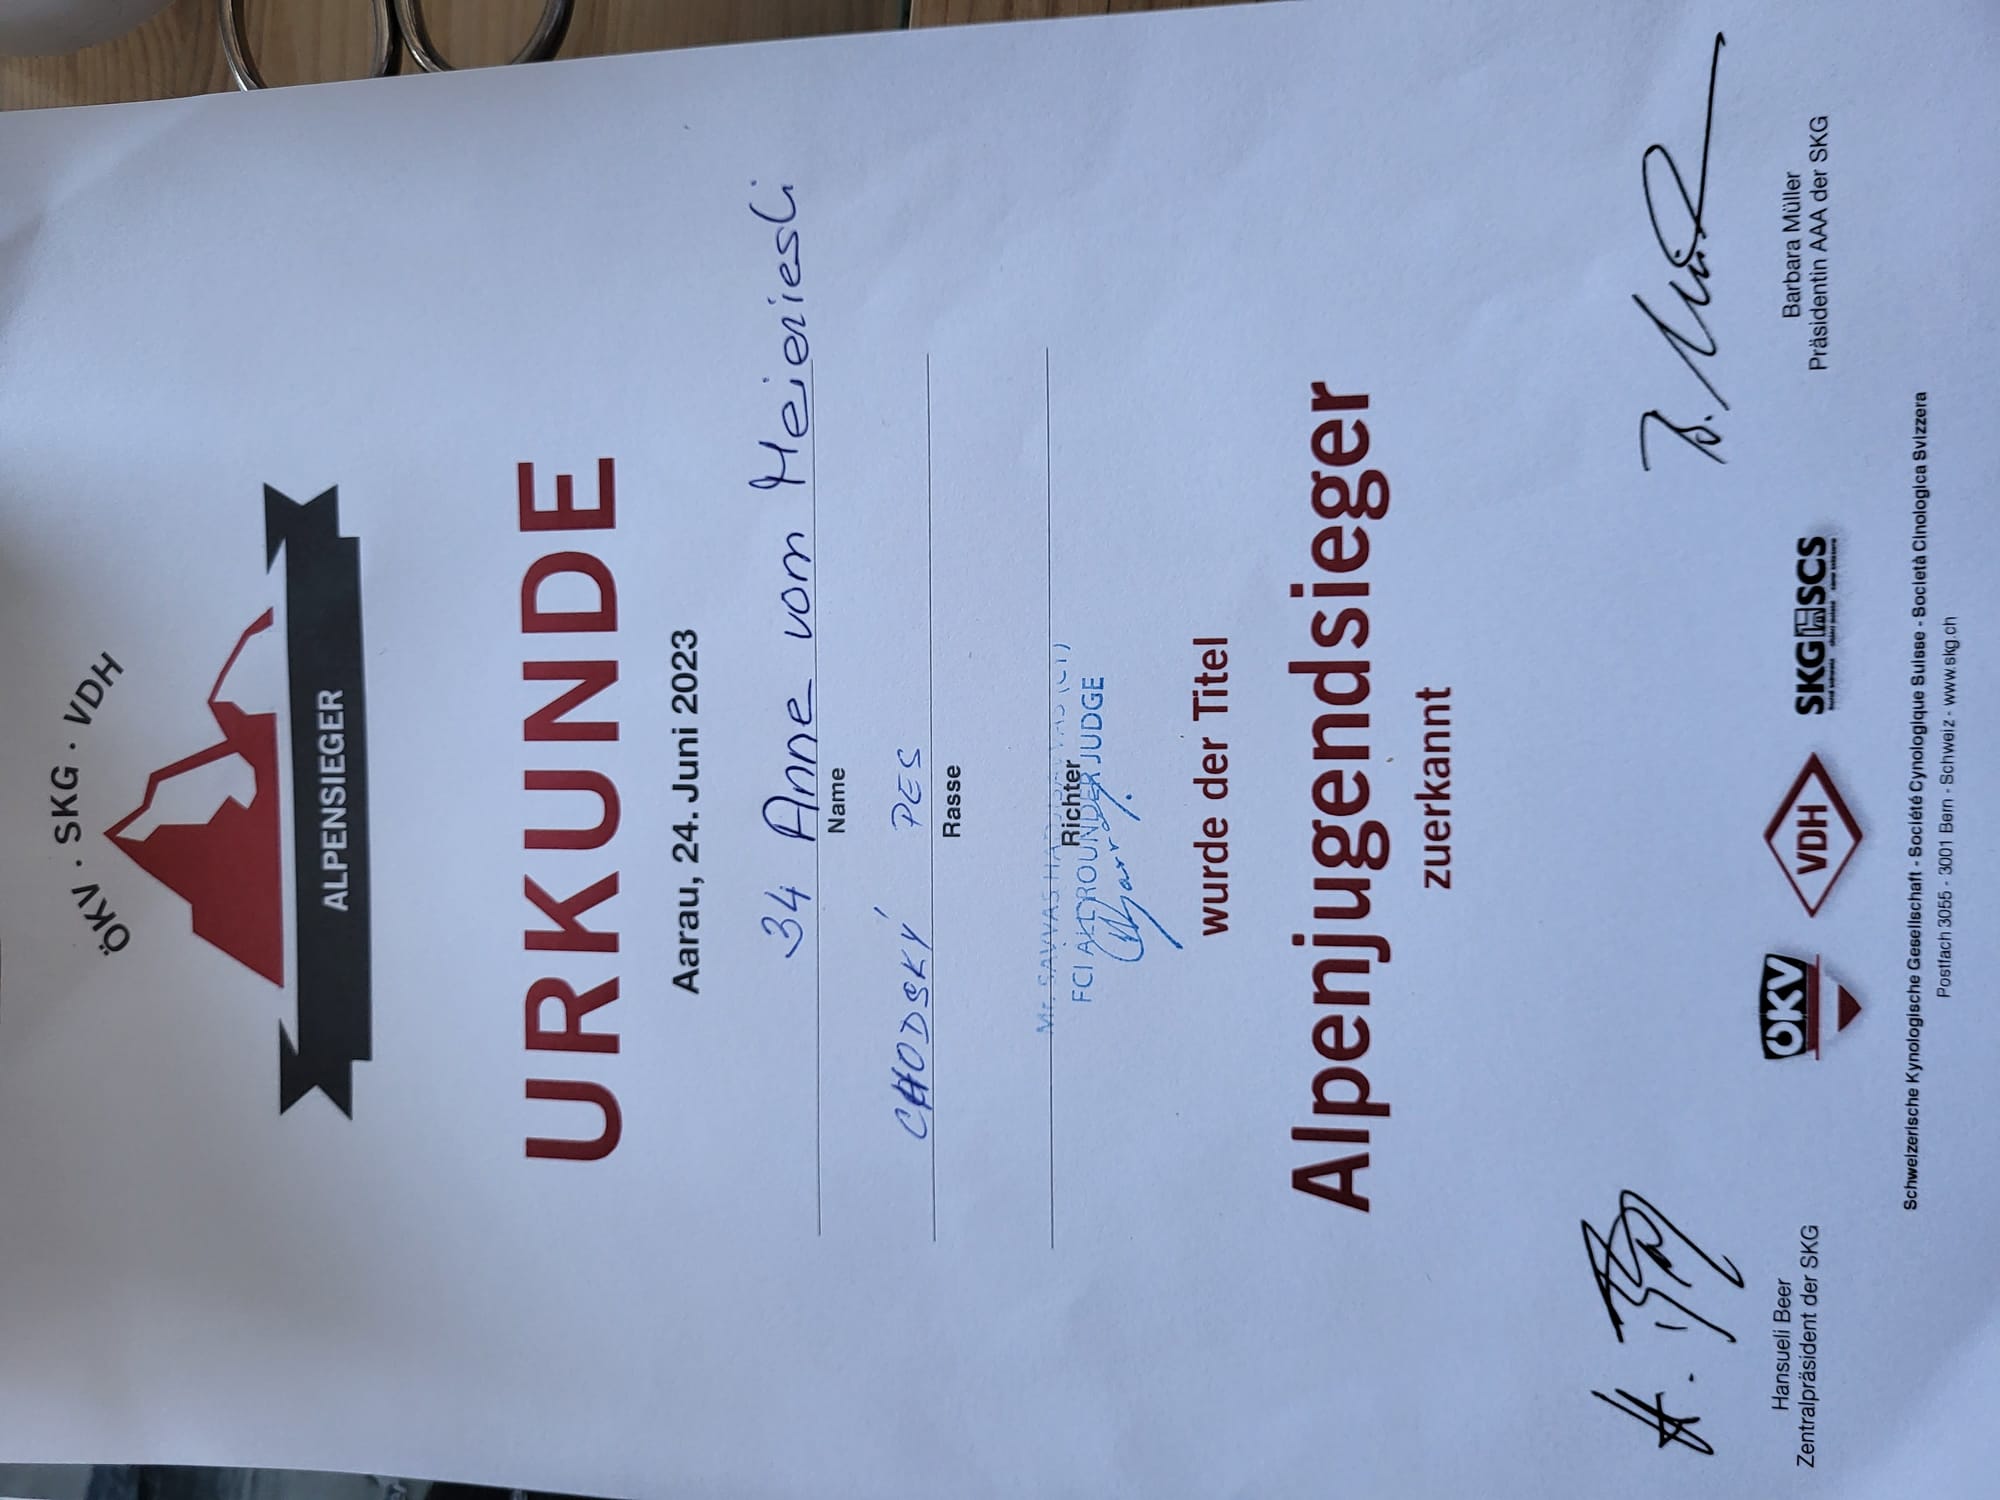 ÖKV · SKG · VDH
ALPENSIEGER
URKUNDE
Aarau, 24. Juni 2023
34 Anne vom Meieriesli
Name
CHODSKÝ PES
Rasse
Mr. SAVVAS
Richter
FCI ALLROUNDER JUDGE
wurde der Titel
Alpenjugendsieger
zuerkannt
Hansueli Beer
Zentralpräsident der SKG
Barbara Müller
Präsidentin AAA der SKG
ÖKV
VDH
SKG SCS
Schweizerische Kynologische Gesellschaft - Société Cynologique Suisse - Società Cinologica Svizzera
Postfach 3055 - 3001 Bern - Schweiz - www.skg.ch